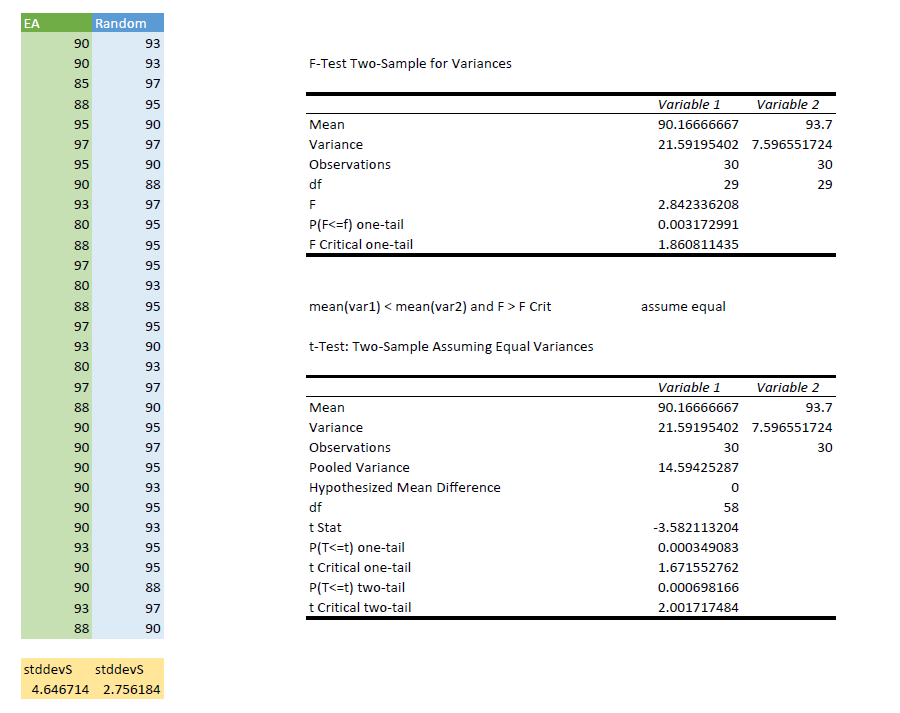 EA Random
90 93
90 93
85 97
88 95
95 90
97 97
95 90
90 88
93 97
80 95
88 95
97 95
80 93
88 95
97 95
93 90
80 93
97 97
88 90
90 95
90 97
90 95
90 93
90 95
90 93
93 95
90 95
90 88
93 97
88 90
stddevS stddevS
4.646714 2.756184
F-Test Two-Sample for Variances
Variable 1 Variable 2
Mean 90.16666667 93.7
Variance 21.59195402 7.596551724
Observations 30 30
df 29 29
F 2.842336208
P(F<=f) one-tail 0.003172991
F Critical one-tail 1.860811435
mean(var1) < mean(var2) and F > F Crit assume equal
t-Test: Two-Sample Assuming Equal Variances
Variable 1 Variable 2
Mean 90.16666667 93.7
Variance 21.59195402 7.596551724
Observations 30 30
Pooled Variance 14.59425287
Hypothesized Mean Difference 0
df 58
t Stat -3.582113204
P(T<=t) one-tail 0.000349083
t Critical one-tail 1.671552762
P(T<=t) two-tail 0.000698166
t Critical two-tail 2.001717484